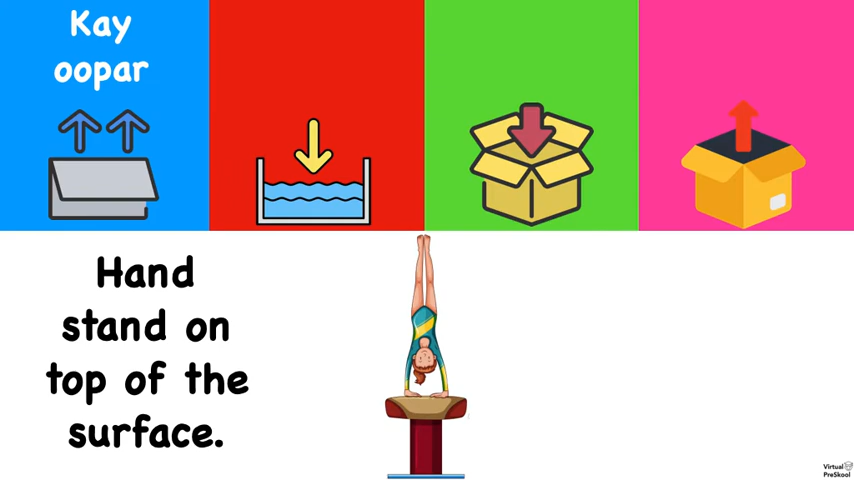 Kay
oopar
Hand
stand on
top of the
surface.
Virtual
PreSkool